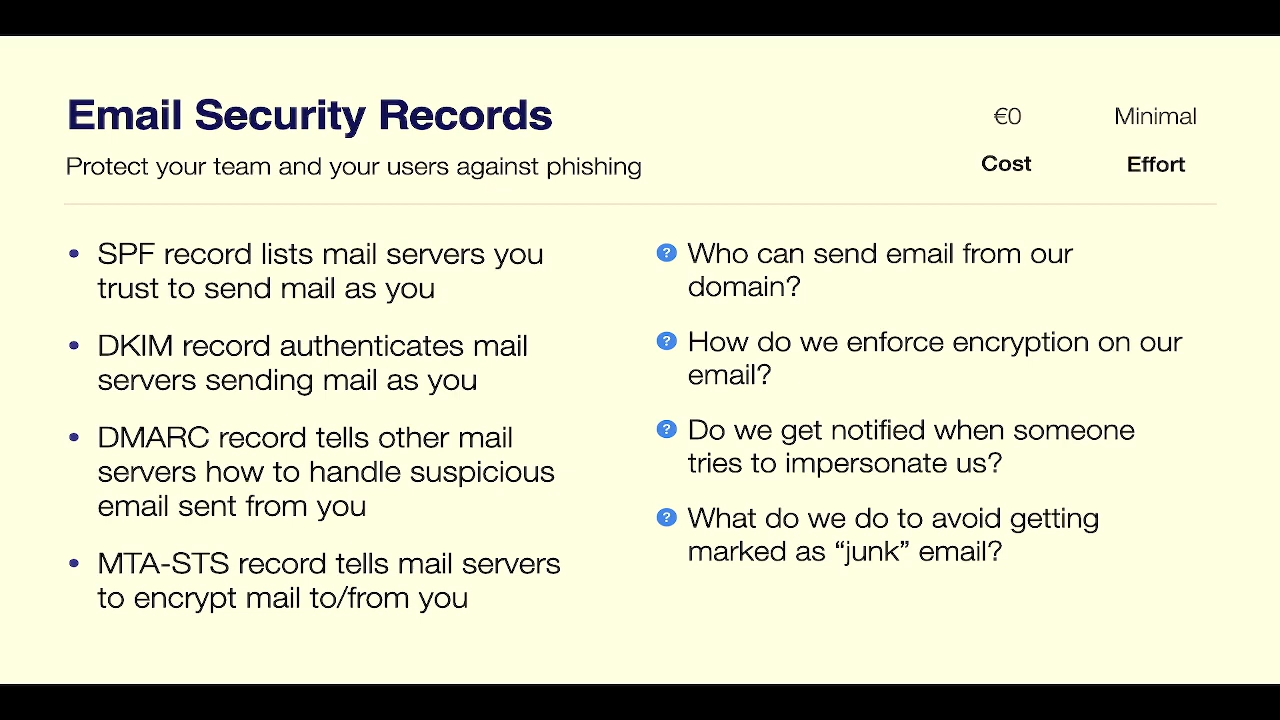 Email Security Records
Protect your team and your users against phishing
€0
Cost
Minimal
Effort
• SPF record lists mail servers you
trust to send mail as you
• DKIM record authenticates mail
servers sending mail as you
• DMARC record tells other mail
servers how to handle suspicious
email sent from you
• MTA-STS record tells mail servers
to encrypt mail to/from you
? Who can send email from our
domain?
? How do we enforce encryption on our
email?
? Do we get notified when someone
tries to impersonate us?
? What do we do to avoid getting
marked as “junk” email?